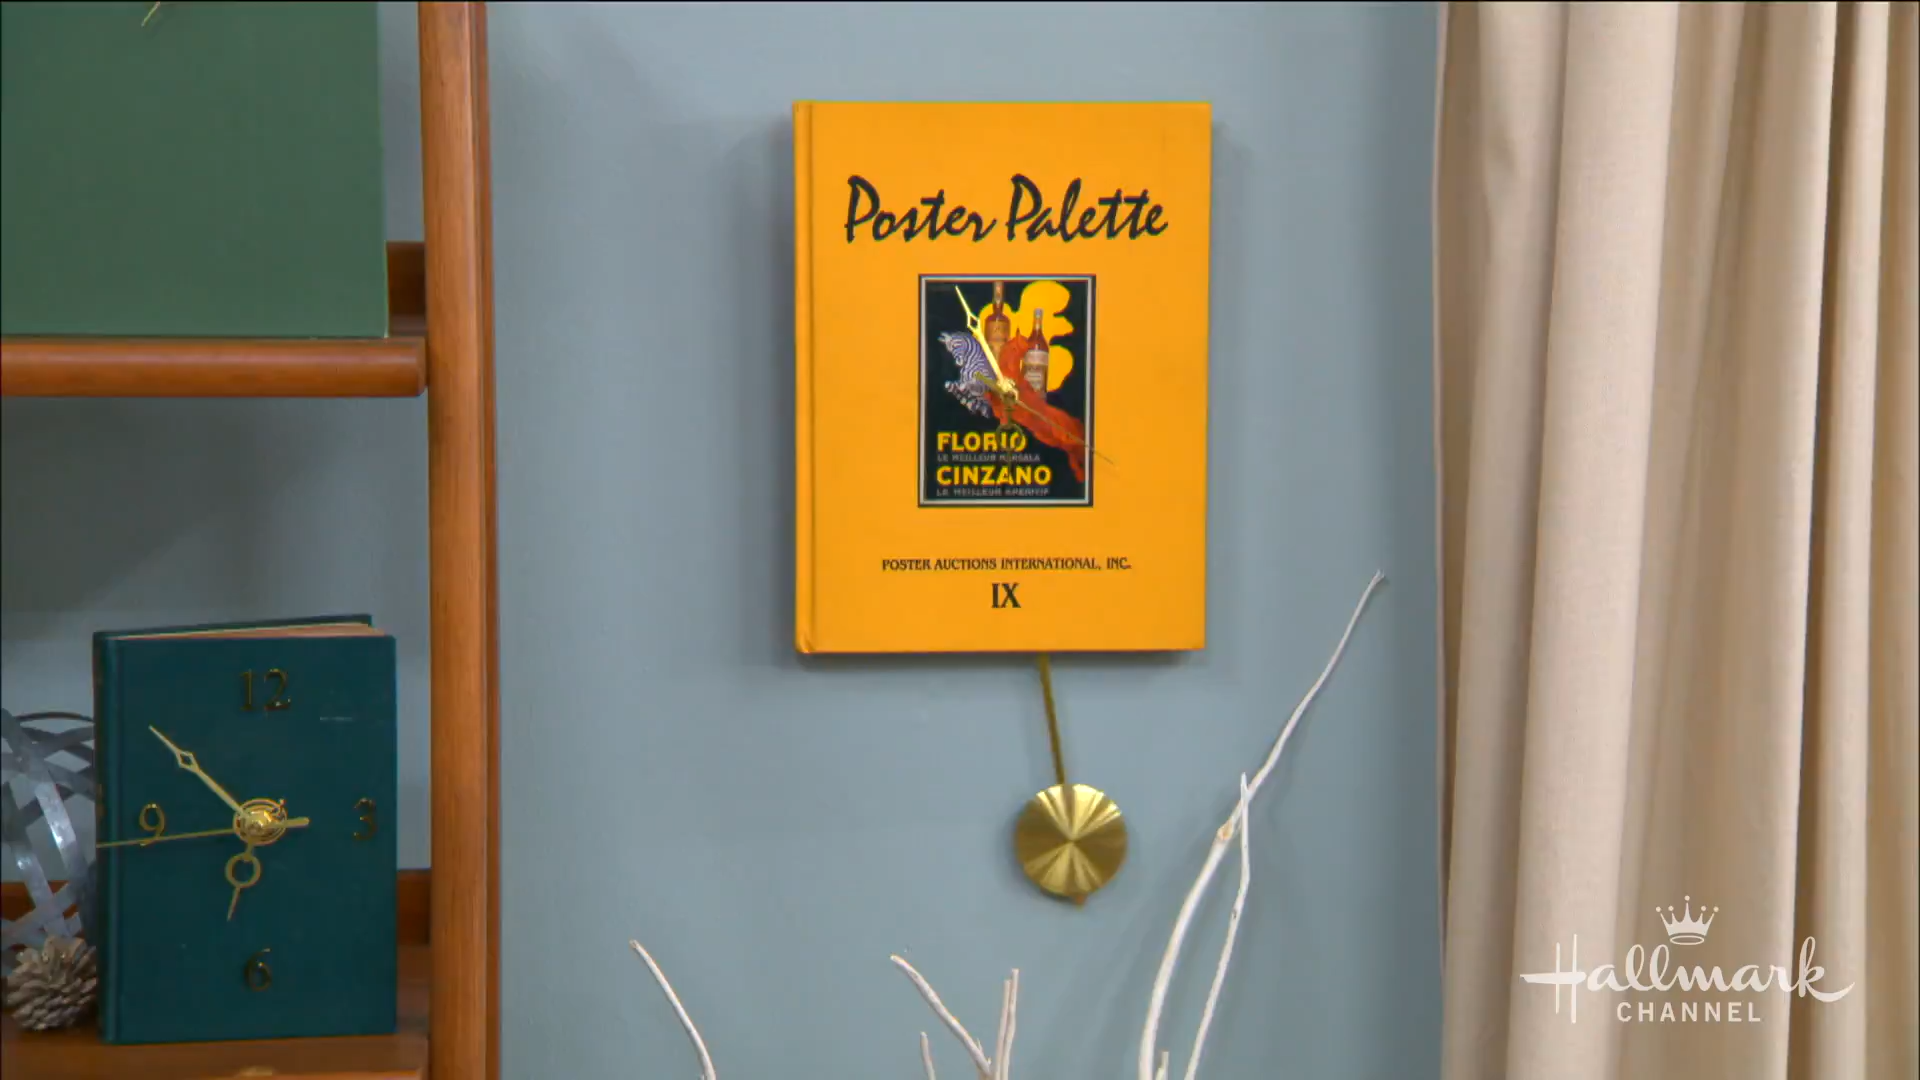 Poster Palette
FLORIO
LE MEILLEUR MARSALA
CINZANO
LE MEILLEUR APERITIF
POSTER AUCTIONS INTERNATIONAL, INC.
IX
12
9
3
6
Hallmark
CHANNEL